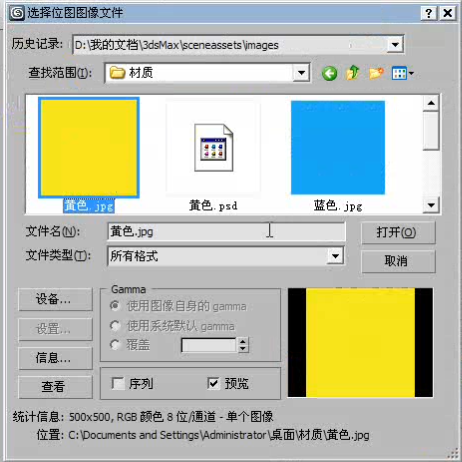 选择位图图像文件
历史记录: D:\我的文档\3dsMax\sceneassets\images
查找范围(I): 材质
黄色.jpg 黄色.psd 蓝色.jpg
文件名(N): 黄色.jpg 打开(O)
文件类型(T): 所有格式 取消
设备... Gamma
使用图像自身的 gamma
设置... 使用系统默认 gamma
信息... 覆盖
查看 序列 预览
统计信息: 500x500, RGB 颜色 8 位/通道 - 单个图像
位置: C:\Documents and Settings\Administrator\桌面\材质\黄色.jpg